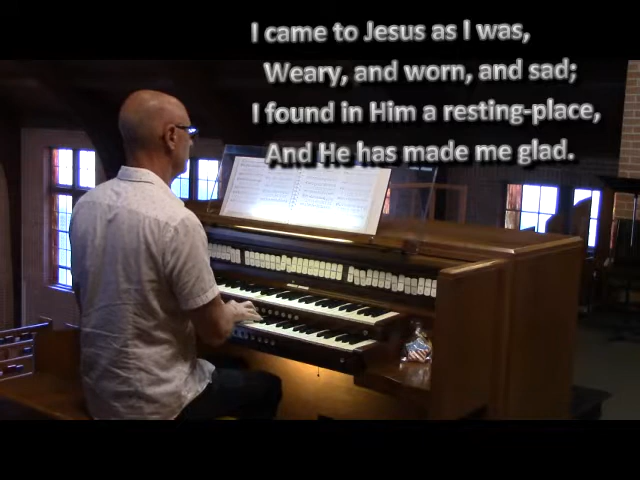 I came to Jesus as I was,
Weary, and worn, and sad;
I found in Him a resting-place,
And He has made me glad.